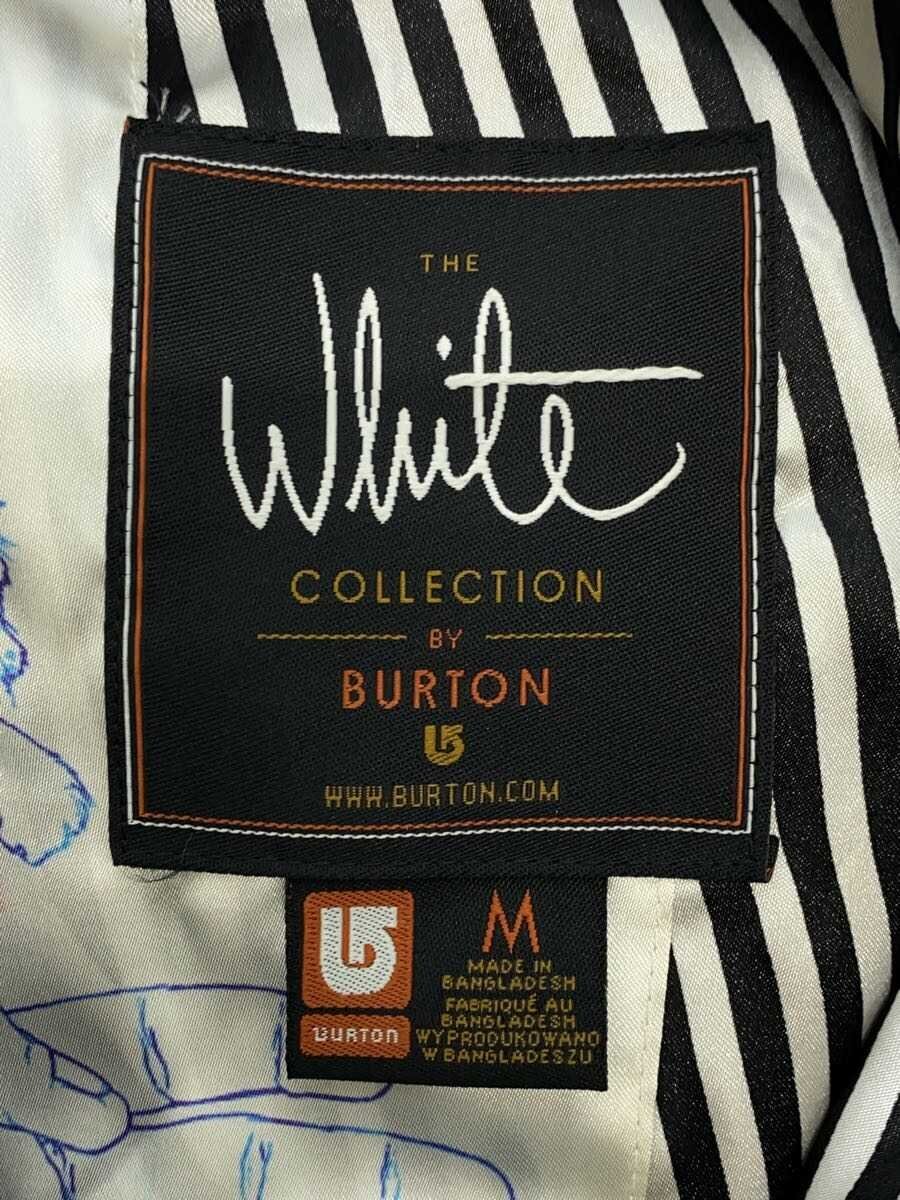 THE
White
COLLECTION
BY
BURTON
WWW.BURTON.COM
M
MADE IN
BANGLADESH
FABRIQUÉ AU
BANGLADESH
WYPRODUKOWANO
W BANGLADESZU
BURTON